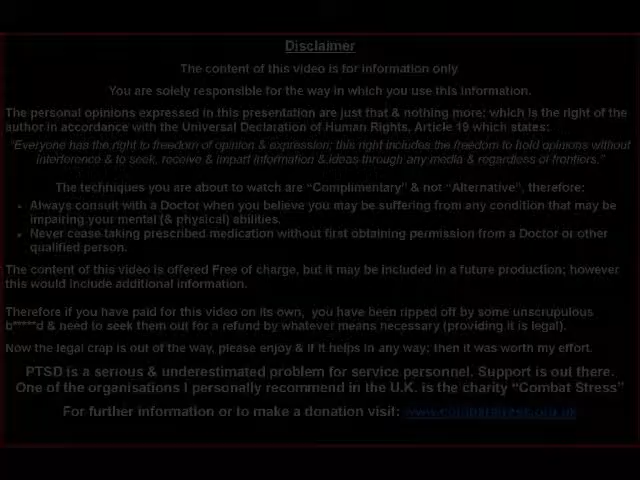 Disclaimer
The content of this video is for information only
You are solely responsible for the way in which you use this information.
The personal opinions expressed in this presentation are just that & nothing more; which is the right of the
author in accordance with the Universal Declaration of Human Rights, Article 19 which states:
"Everyone has the right to freedom of opinion & expression; this right includes the freedom to hold opinions without
interference & to seek, receive & impart information & ideas through any media & regardless of frontiers."
The techniques you are about to watch are "Complimentary" & not "Alternative", therefore:
• Always consult with a Doctor when you believe you may be suffering from any condition that may be
impairing your mental (& physical) abilities.
• Never cease taking prescribed medication without first obtaining permission from a Doctor or other
qualified person.
The content of this video is offered Free of charge, but it may be included in a future production; however
this would include additional information.
Therefore if you have paid for this video on its own, you have been ripped off by some unscrupulous
b*****d & need to seek them out for a refund by whatever means necessary (providing it is legal).
Now the legal crap is out of the way, please enjoy & if it helps in any way; then it was worth my effort.
PTSD is a serious & underestimated problem for service personnel. Support is out there.
One of the organisations I personally recommend in the U.K. is the charity "Combat Stress"
For further information or to make a donation visit: www.combatstress.org.uk